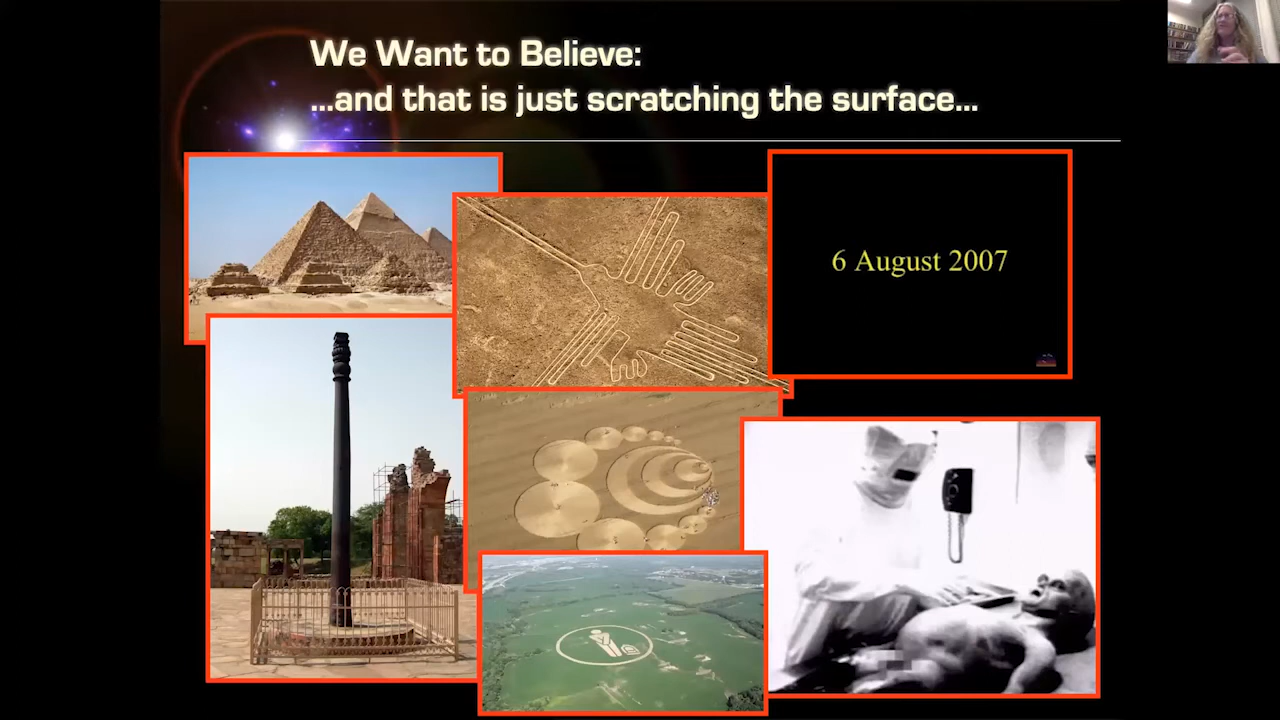 We Want to Believe:
...and that is just scratching the surface...
6 August 2007